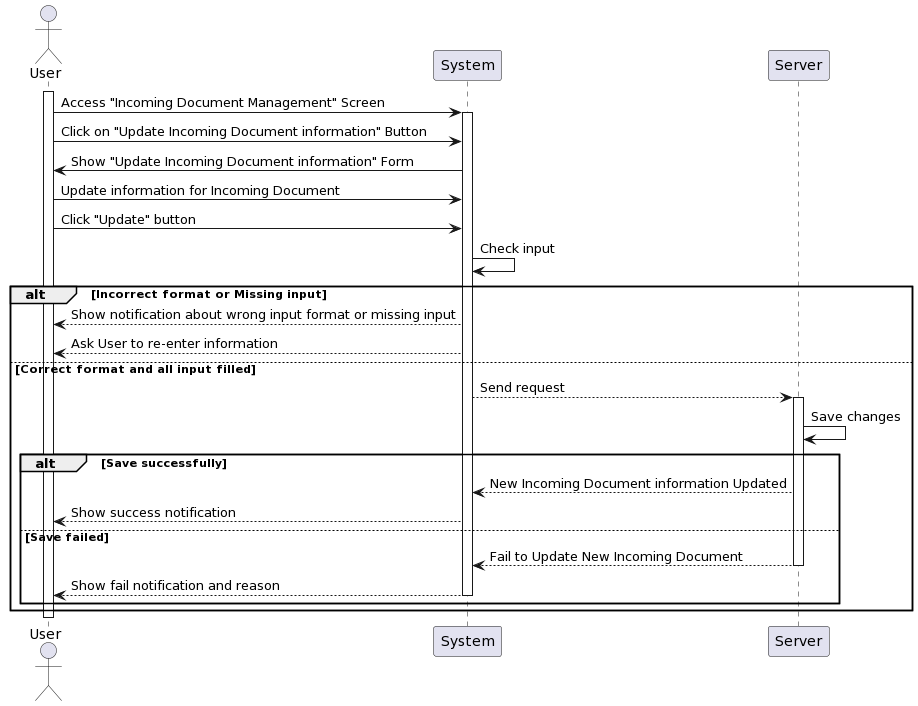 User
System
Server
Access "Incoming Document Management" Screen
Click on "Update Incoming Document information" Button
Show "Update Incoming Document information" Form
Update information for Incoming Document
Click "Update" button
Check input
alt
[Incorrect format or Missing input]
Show notification about wrong input format or missing input
Ask User to re-enter information
[Correct format and all input filled]
Send request
Save changes
alt
[Save successfully]
New Incoming Document information Updated
Show success notification
[Save failed]
Fail to Update New Incoming Document
Show fail notification and reason
User
System
Server